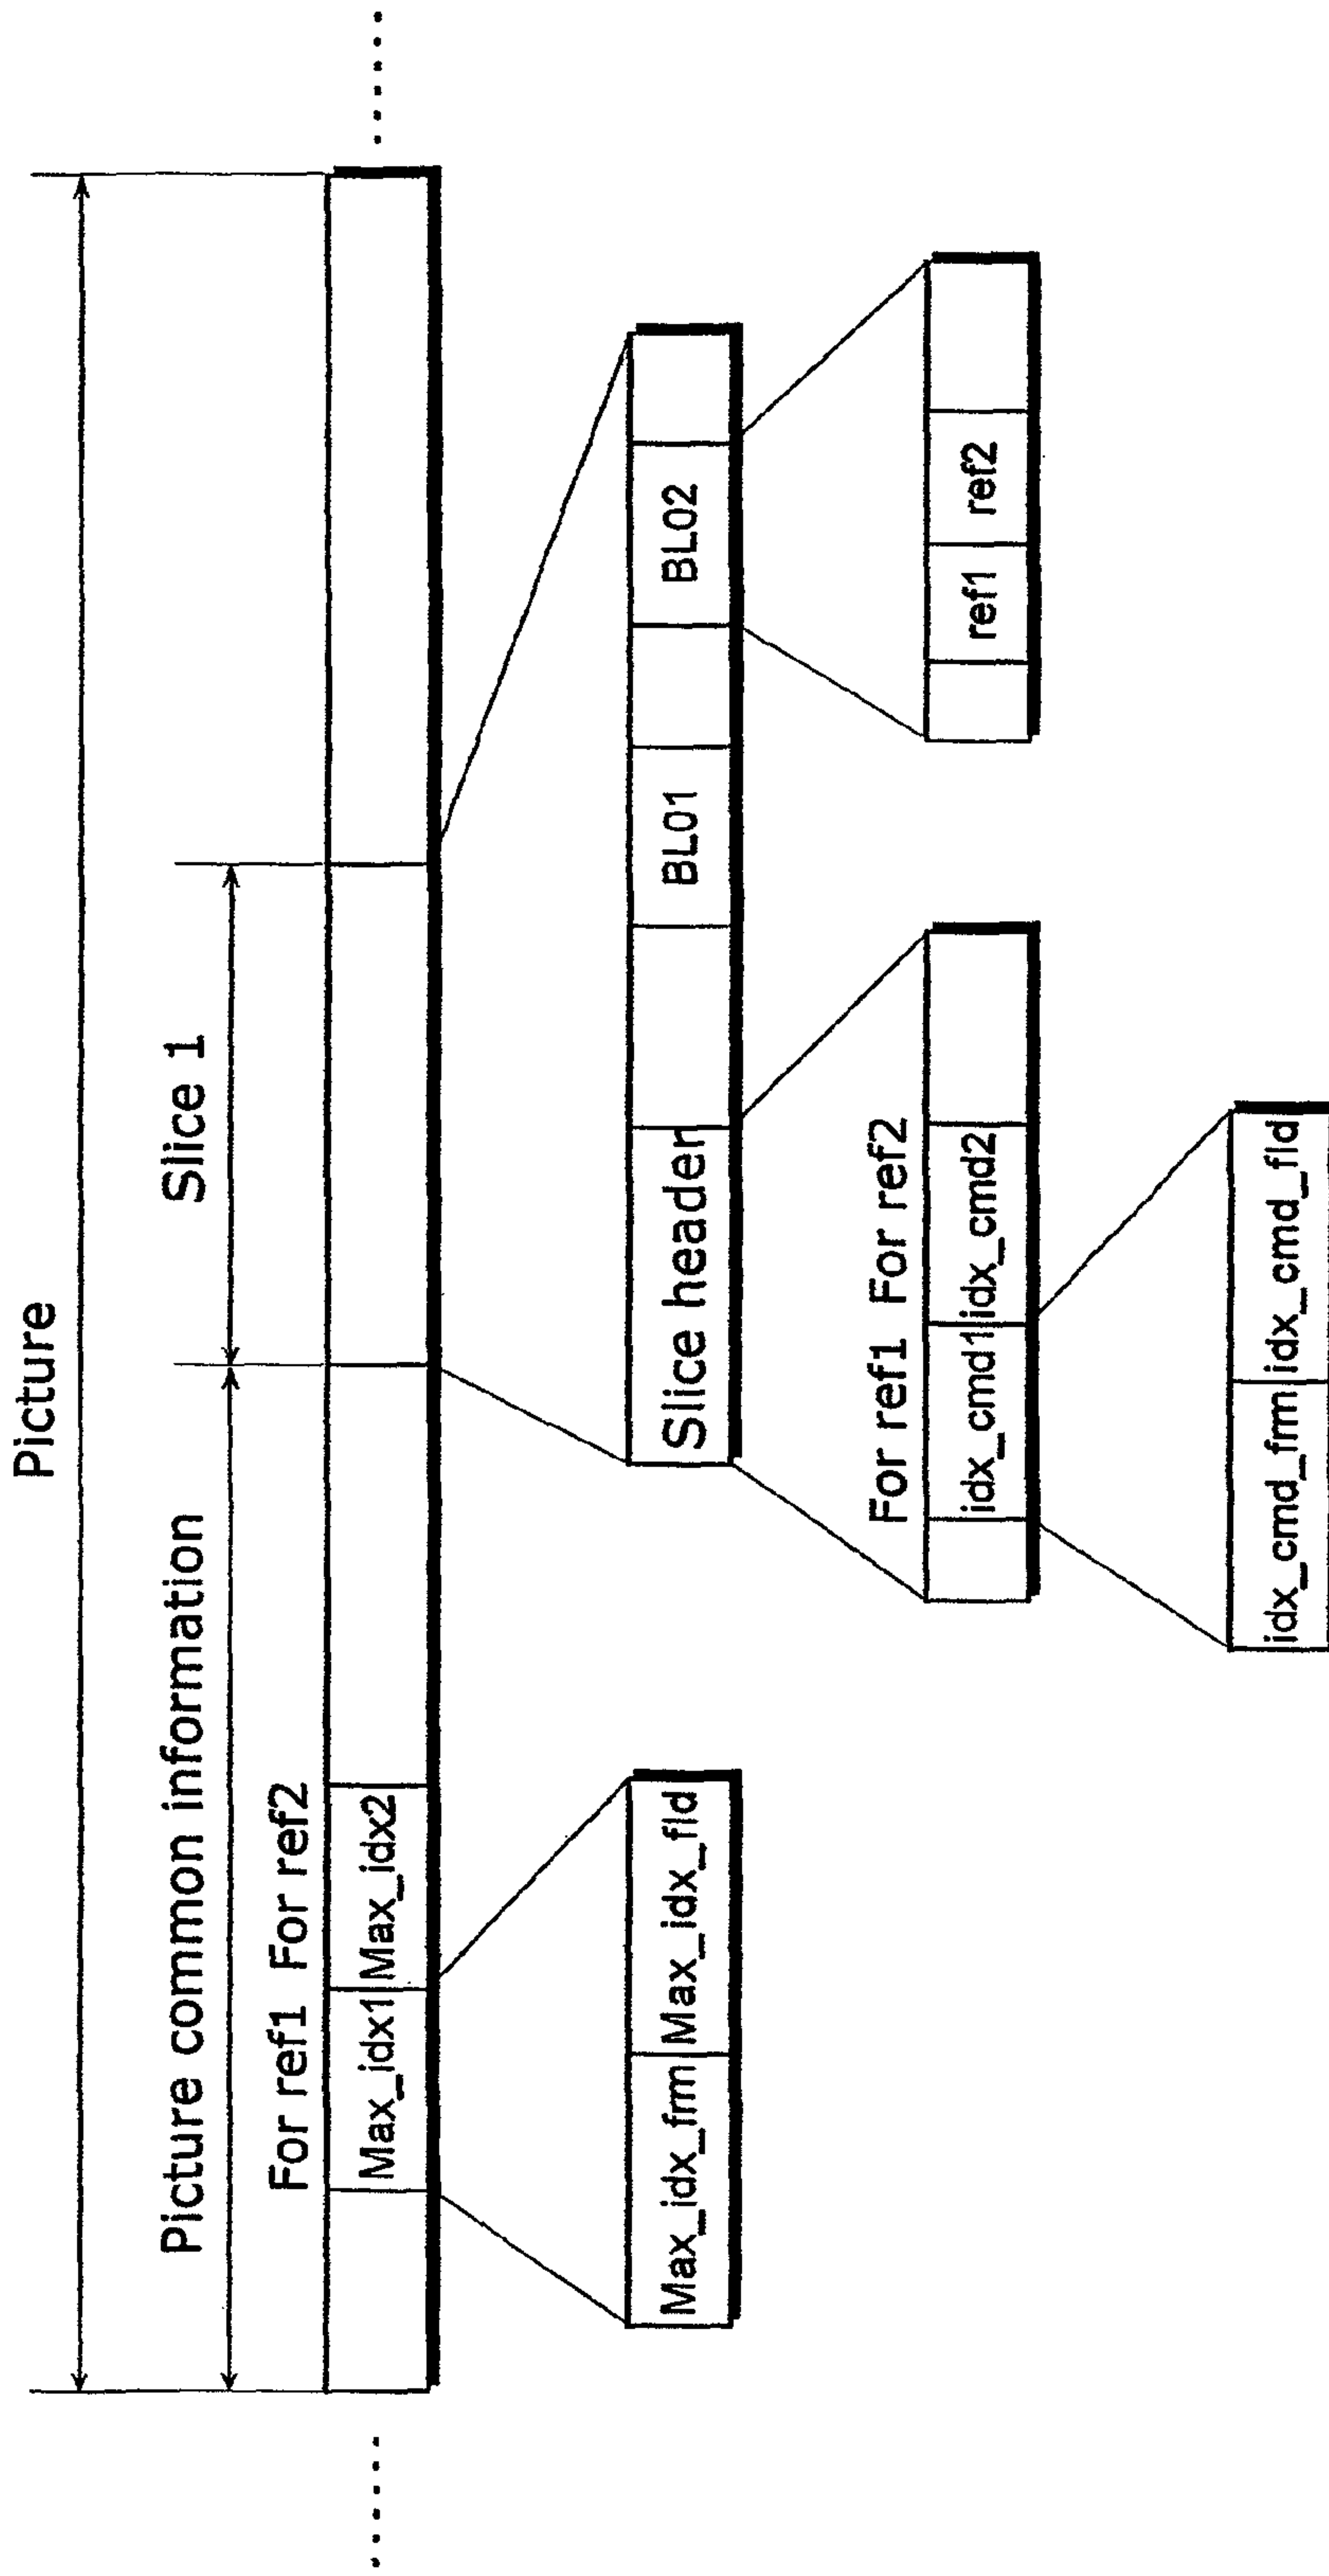 Picture
Picture common information
Slice 1
For ref1 For ref2
Max_idx1 Max_idx2
Max_idx_frm Max_idx_fld
Slice header BL01 BL02
For ref1 For ref2
idx_cmd1 idx_cmd2
ref1 ref2
idx_cmd_frm idx_cmd_fld